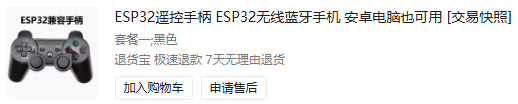 ESP32兼容手柄
ESP32遥控手柄 ESP32无线蓝牙手机 安卓电脑也可用 [交易快照]
套餐一;黑色
退货宝 极速退款 7天无理由退货
加入购物车 申请售后